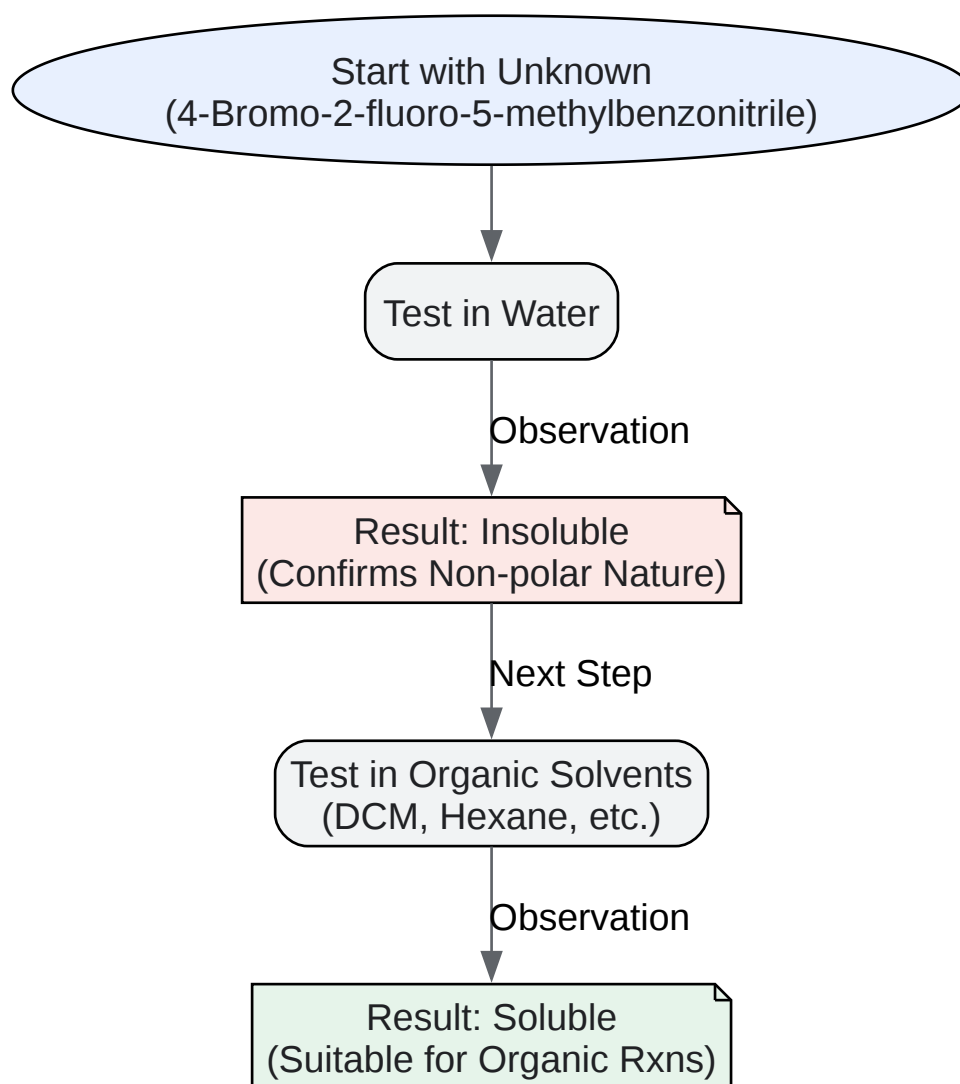 Start with Unknown
(4-Bromo-2-fluoro-5-methylbenzonitrile)
Test in Water
Observation
Result: Insoluble
(Confirms Non-polar Nature)
Next Step
Test in Organic Solvents
(DCM, Hexane, etc.)
Observation
Result: Soluble
(Suitable for Organic Rxns)